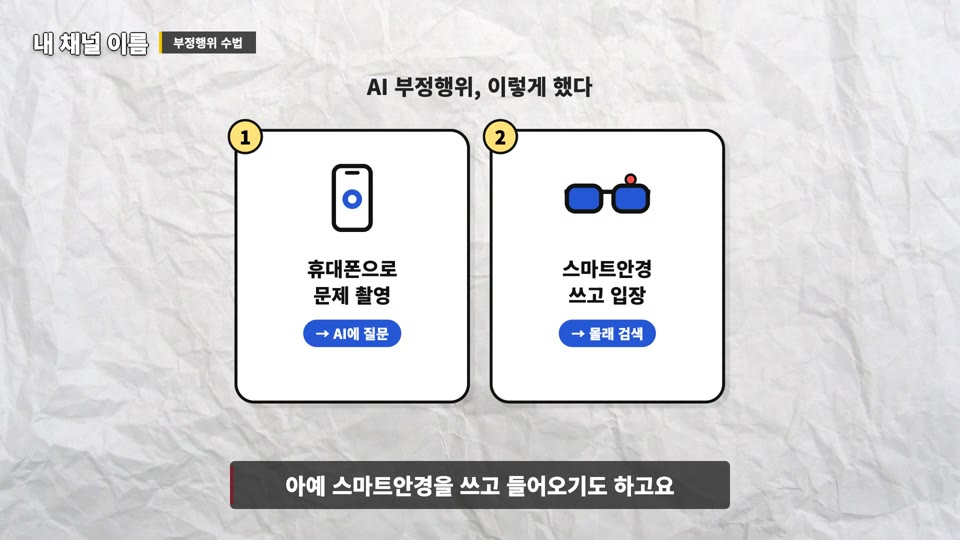 내 채널 이름
부정행위 수법
AI 부정행위, 이렇게 했다
1
휴대폰으로
문제 촬영
→ AI에 질문
2
스마트안경
쓰고 입장
→ 몰래 검색
아예 스마트안경을 쓰고 들어오기도 하고요